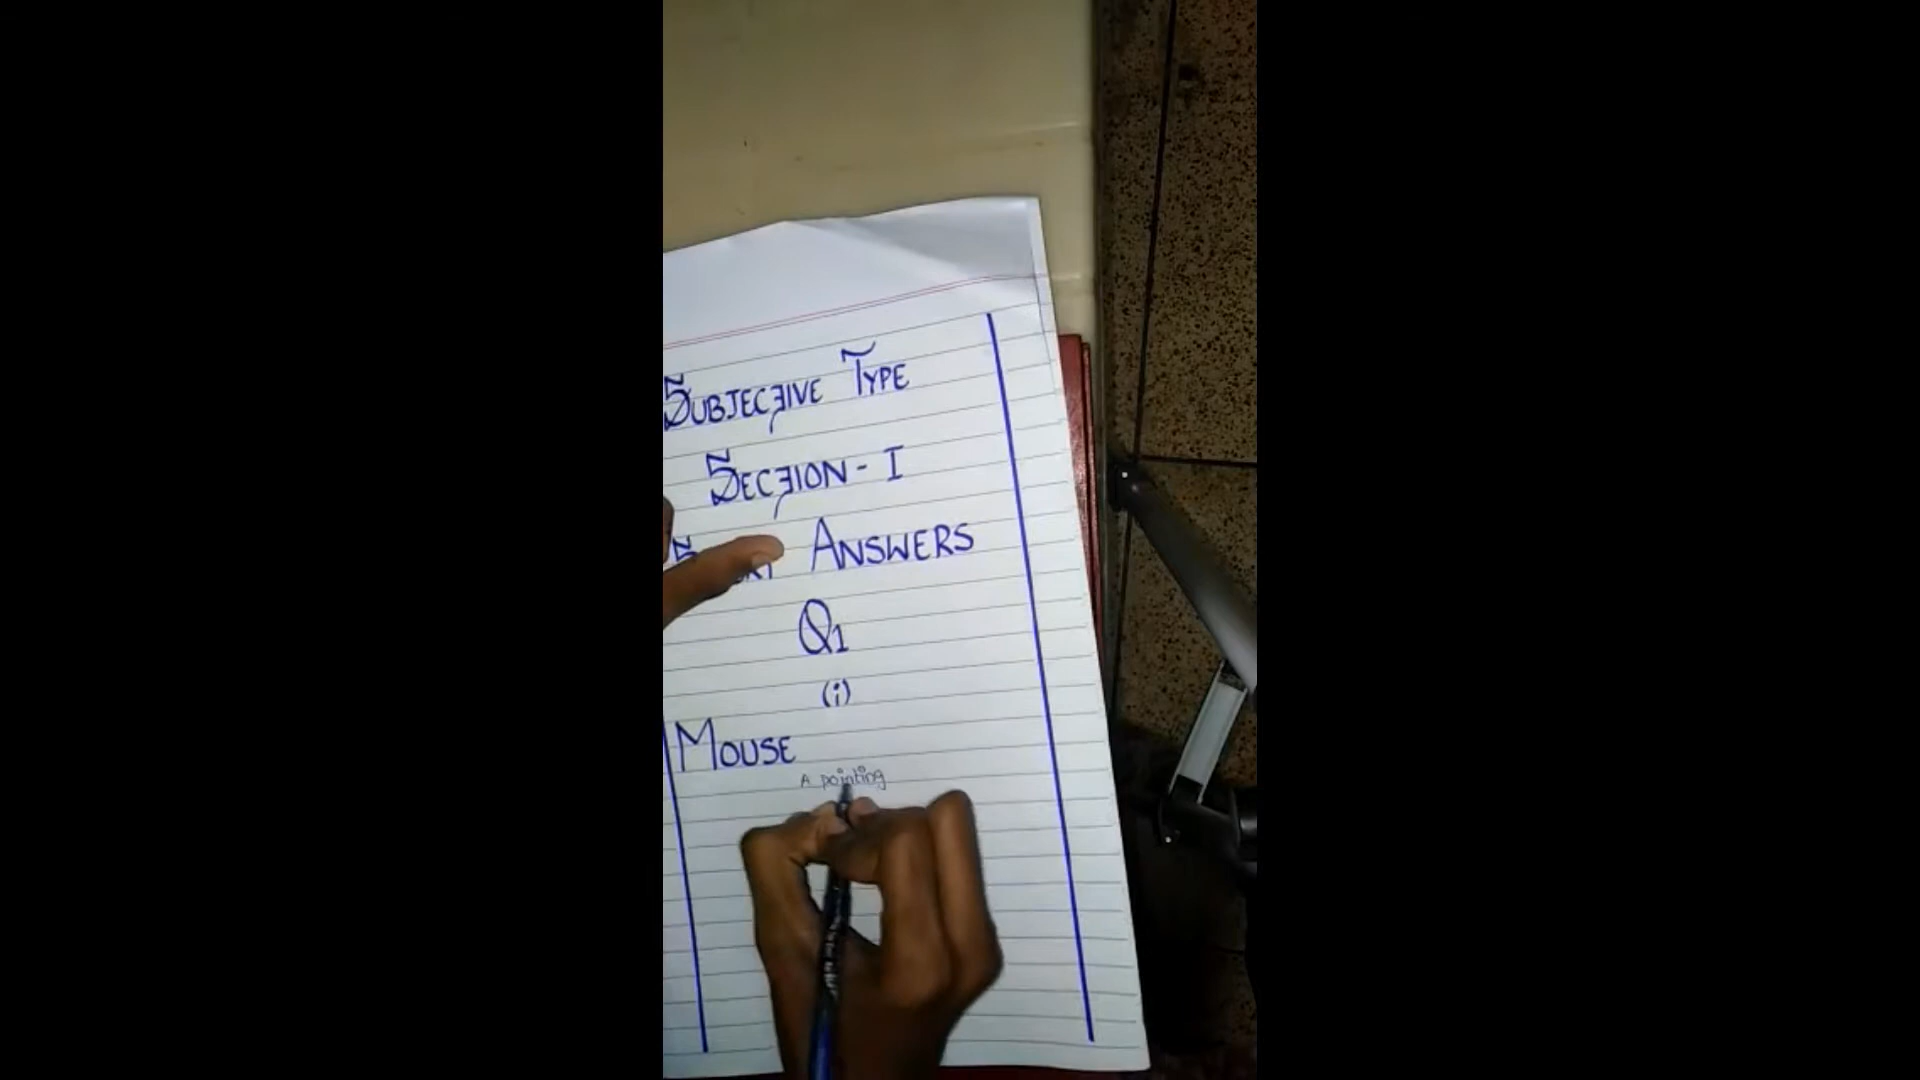 SUBJECTIVE TYPE
SECTION - I
ANSWERS
Q1
(i)
MOUSE
A pointing